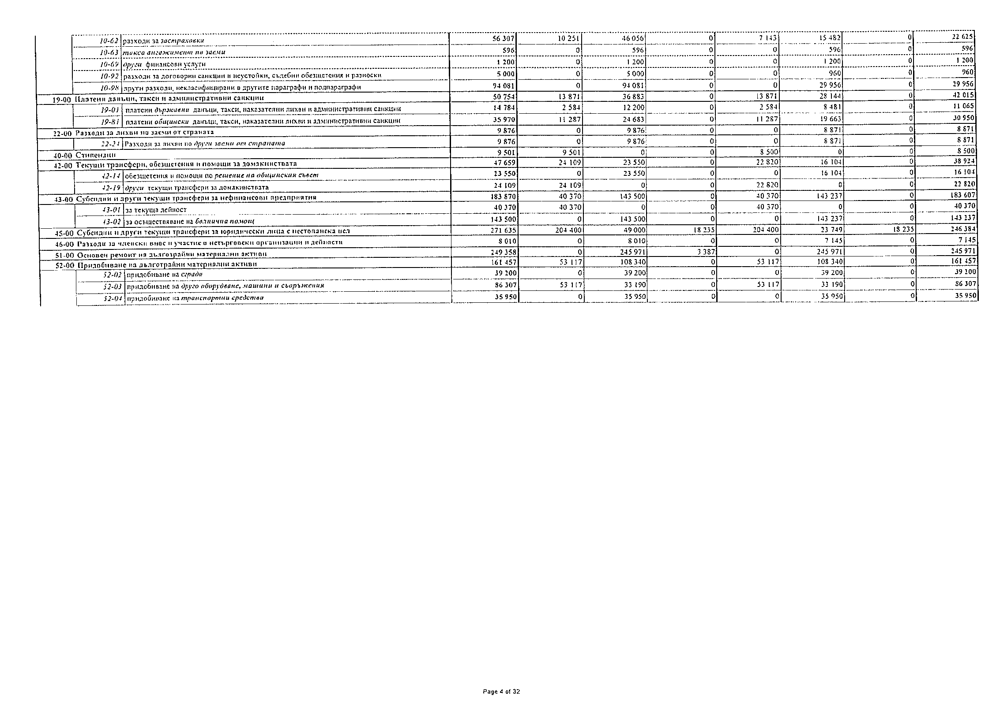 10-62 разходи за застраховки 56 307 10 251 46 056 0 7 143 15 482 0 22 625
10-63 такса ангажимент по заеми 596 0 596 0 0 596 0 596
10-69 други финансови услуги 1 200 0 1 200 0 0 1 200 0 1 200
10-92 разходи за договорни санкции и неустойки, съдебни обезщетения и разноски 5 000 0 5 000 0 0 960 0 960
10-98 други разходи, некласифицирани в другите параграфи и подпараграфи 94 081 0 94 081 0 0 29 956 0 29 956
19-00 Платени данъци, такси и административни санкции 50 754 13 871 36 883 0 13 871 28 144 0 42 015
19-01 платени държавни данъци, такси, наказателни лихви и административни санкции 14 784 2 584 12 200 0 2 584 8 481 0 11 065
19-81 платени общински данъци, такси, наказателни лихви и административни санкции 35 970 11 287 24 683 0 11 287 19 663 0 30 950
22-00 Разходи за лихви по заеми от страната 9 876 0 9 876 0 0 8 871 0 8 871
22-24 Разходи за лихви по други заеми от страната 9 876 0 9 876 0 0 8 871 0 8 871
40-00 Стипендии 9 501 9 501 0 0 8 500 0 0 8 500
42-00 Текущи трансфери, обезщетения и помощи за домакинствата 47 659 24 109 23 550 0 22 820 16 104 0 38 924
42-14 обезщетения и помощи по решение на общинския съвет 23 550 0 23 550 0 0 16 104 0 16 104
42-19 други текущи трансфери за домакинствата 24 109 24 109 0 0 22 820 0 0 22 820
43-00 Субсидии и други текущи трансфери за нефинансови предприятия 183 870 40 370 143 500 0 40 370 143 237 0 183 607
43-01 за текуща дейност 40 370 40 370 0 0 40 370 0 0 40 370
43-02 за осъществяване на болнична помощ 143 500 0 143 500 0 0 143 237 0 143 237
45-00 Субсидии и други текущи трансфери за юридически лица с нестопанска цел 271 635 204 400 49 000 18 235 204 400 23 749 18 235 246 384
46-00 Разходи за членски внос и участие в нетърговски организации и дейности 8 010 0 8 010 0 0 7 145 0 7 145
51-00 Основен ремонт на дълготрайни материални активи 249 358 0 245 971 3 387 0 245 971 0 245 971
52-00 Придобиване на дълготрайни материални активи 161 457 53 117 108 340 0 53 117 108 340 0 161 457
52-02 придобиване на сгради 39 200 0 39 200 0 0 39 200 0 39 200
52-03 придобиване на друго оборудване, машини и съоръжения 86 307 53 117 33 190 0 53 117 33 190 0 86 307
52-04 придобиване на транспортни средства 35 950 0 35 950 0 0 35 950 0 35 950
Page 4 of 32